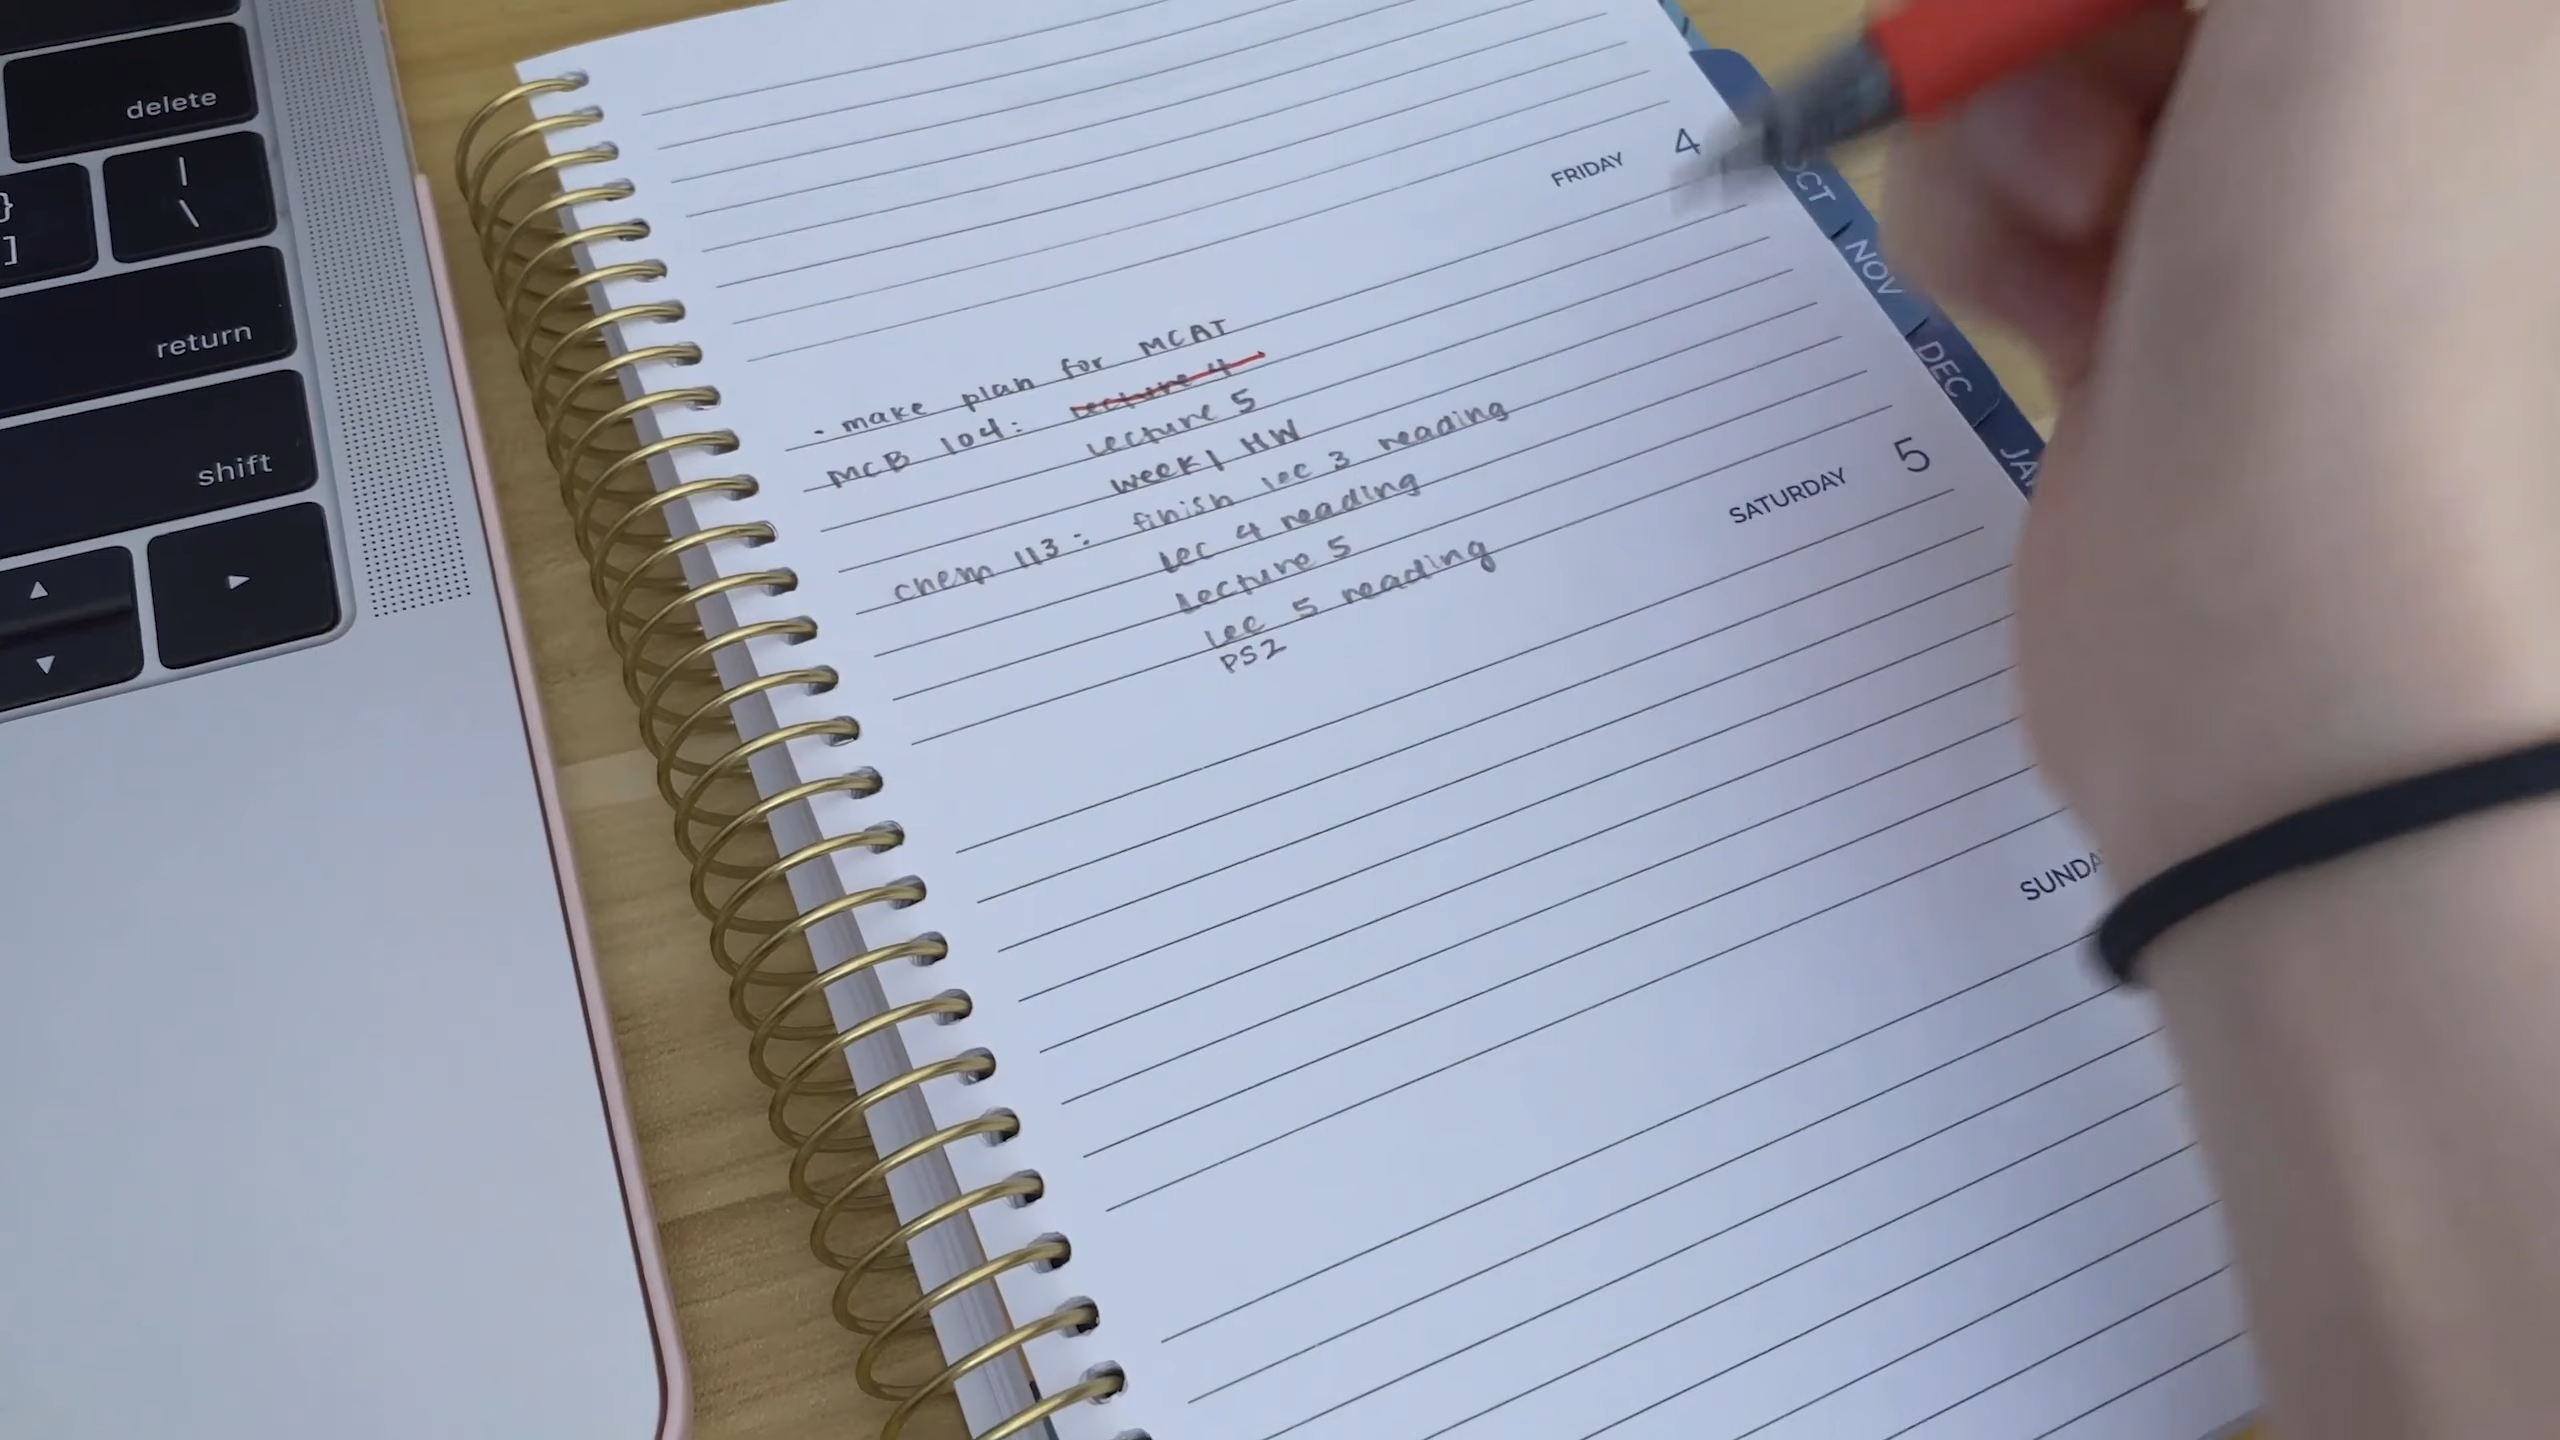 delete
}
]
|
\
return
shift
FRIDAY 4
· make plan for MCAT
MCB 104: lecture 4
lecture 5
week 1 HW
chem 113: finish lec 3 reading
lec 4 reading
lecture 5
lec 5 reading
PS2
SATURDAY 5
SUNDA
OCT
NOV
DEC
JA